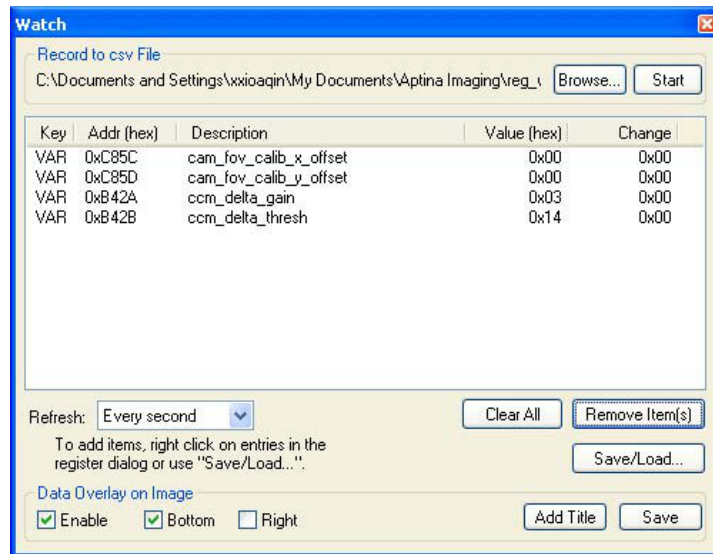 Watch
Record to csv File
C:\Documents and Settings\xxioaqin\My Documents\Aptina Imaging\reg_ Browse... Start
Key Addr (hex) Description Value (hex) Change
VAR 0xC85C cam_fov_calib_x_offset 0x00 0x00
VAR 0xC85D cam_fov_calib_y_offset 0x00 0x00
VAR 0xB42A ccm_delta_gain 0x03 0x00
VAR 0xB42B ccm_delta_thresh 0x14 0x00
Refresh: Every second Clear All Remove Item(s)
To add items, right click on entries in the
register dialog or use "Save/Load...". Save/Load...
Data Overlay on Image
Enable Bottom Right Add Title Save